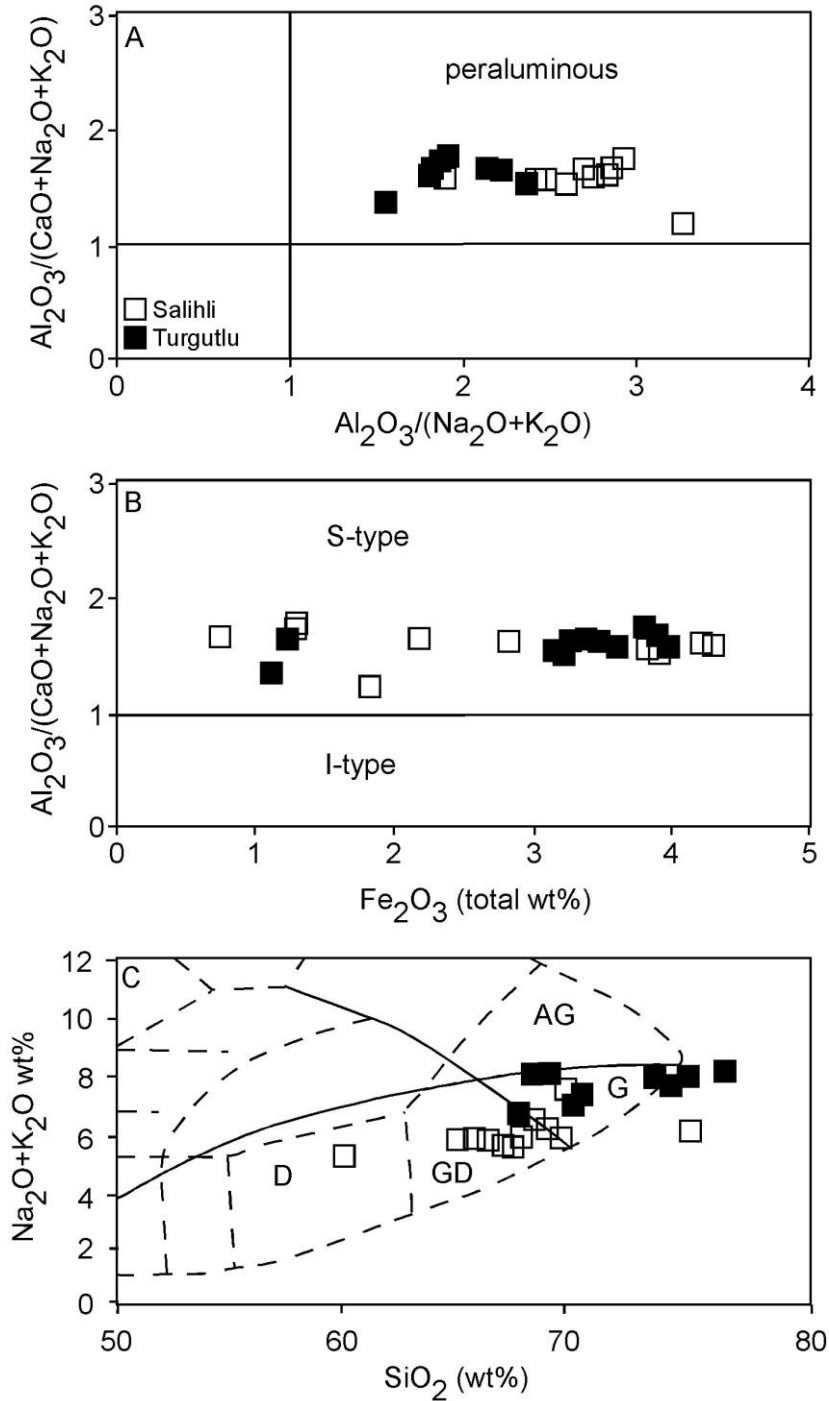 A
peraluminous
3
2
1
0
Al₂O₃/(CaO+Na₂O+K₂O)
Salihli
Turgutlu
0 1 2 3 4
Al₂O₃/(Na₂O+K₂O)
B
S-type
I-type
3
2
1
0
Al₂O₃/(CaO+Na₂O+K₂O)
0 1 2 3 4 5
Fe₂O₃ (total wt%)
C
AG
G
D
GD
12
10
8
6
4
2
0
Na₂O+K₂O wt%
50 60 70 80
SiO₂ (wt%)